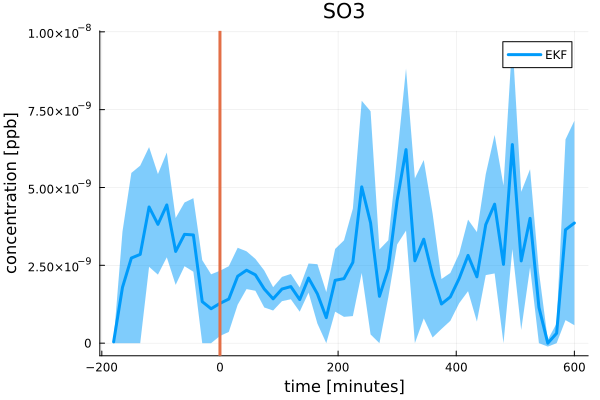 SO3
1.00×10⁻⁸
EKF
7.50×10⁻⁹
5.00×10⁻⁹
2.50×10⁻⁹
0
concentration [ppb]
−200
0
200
400
600
time [minutes]